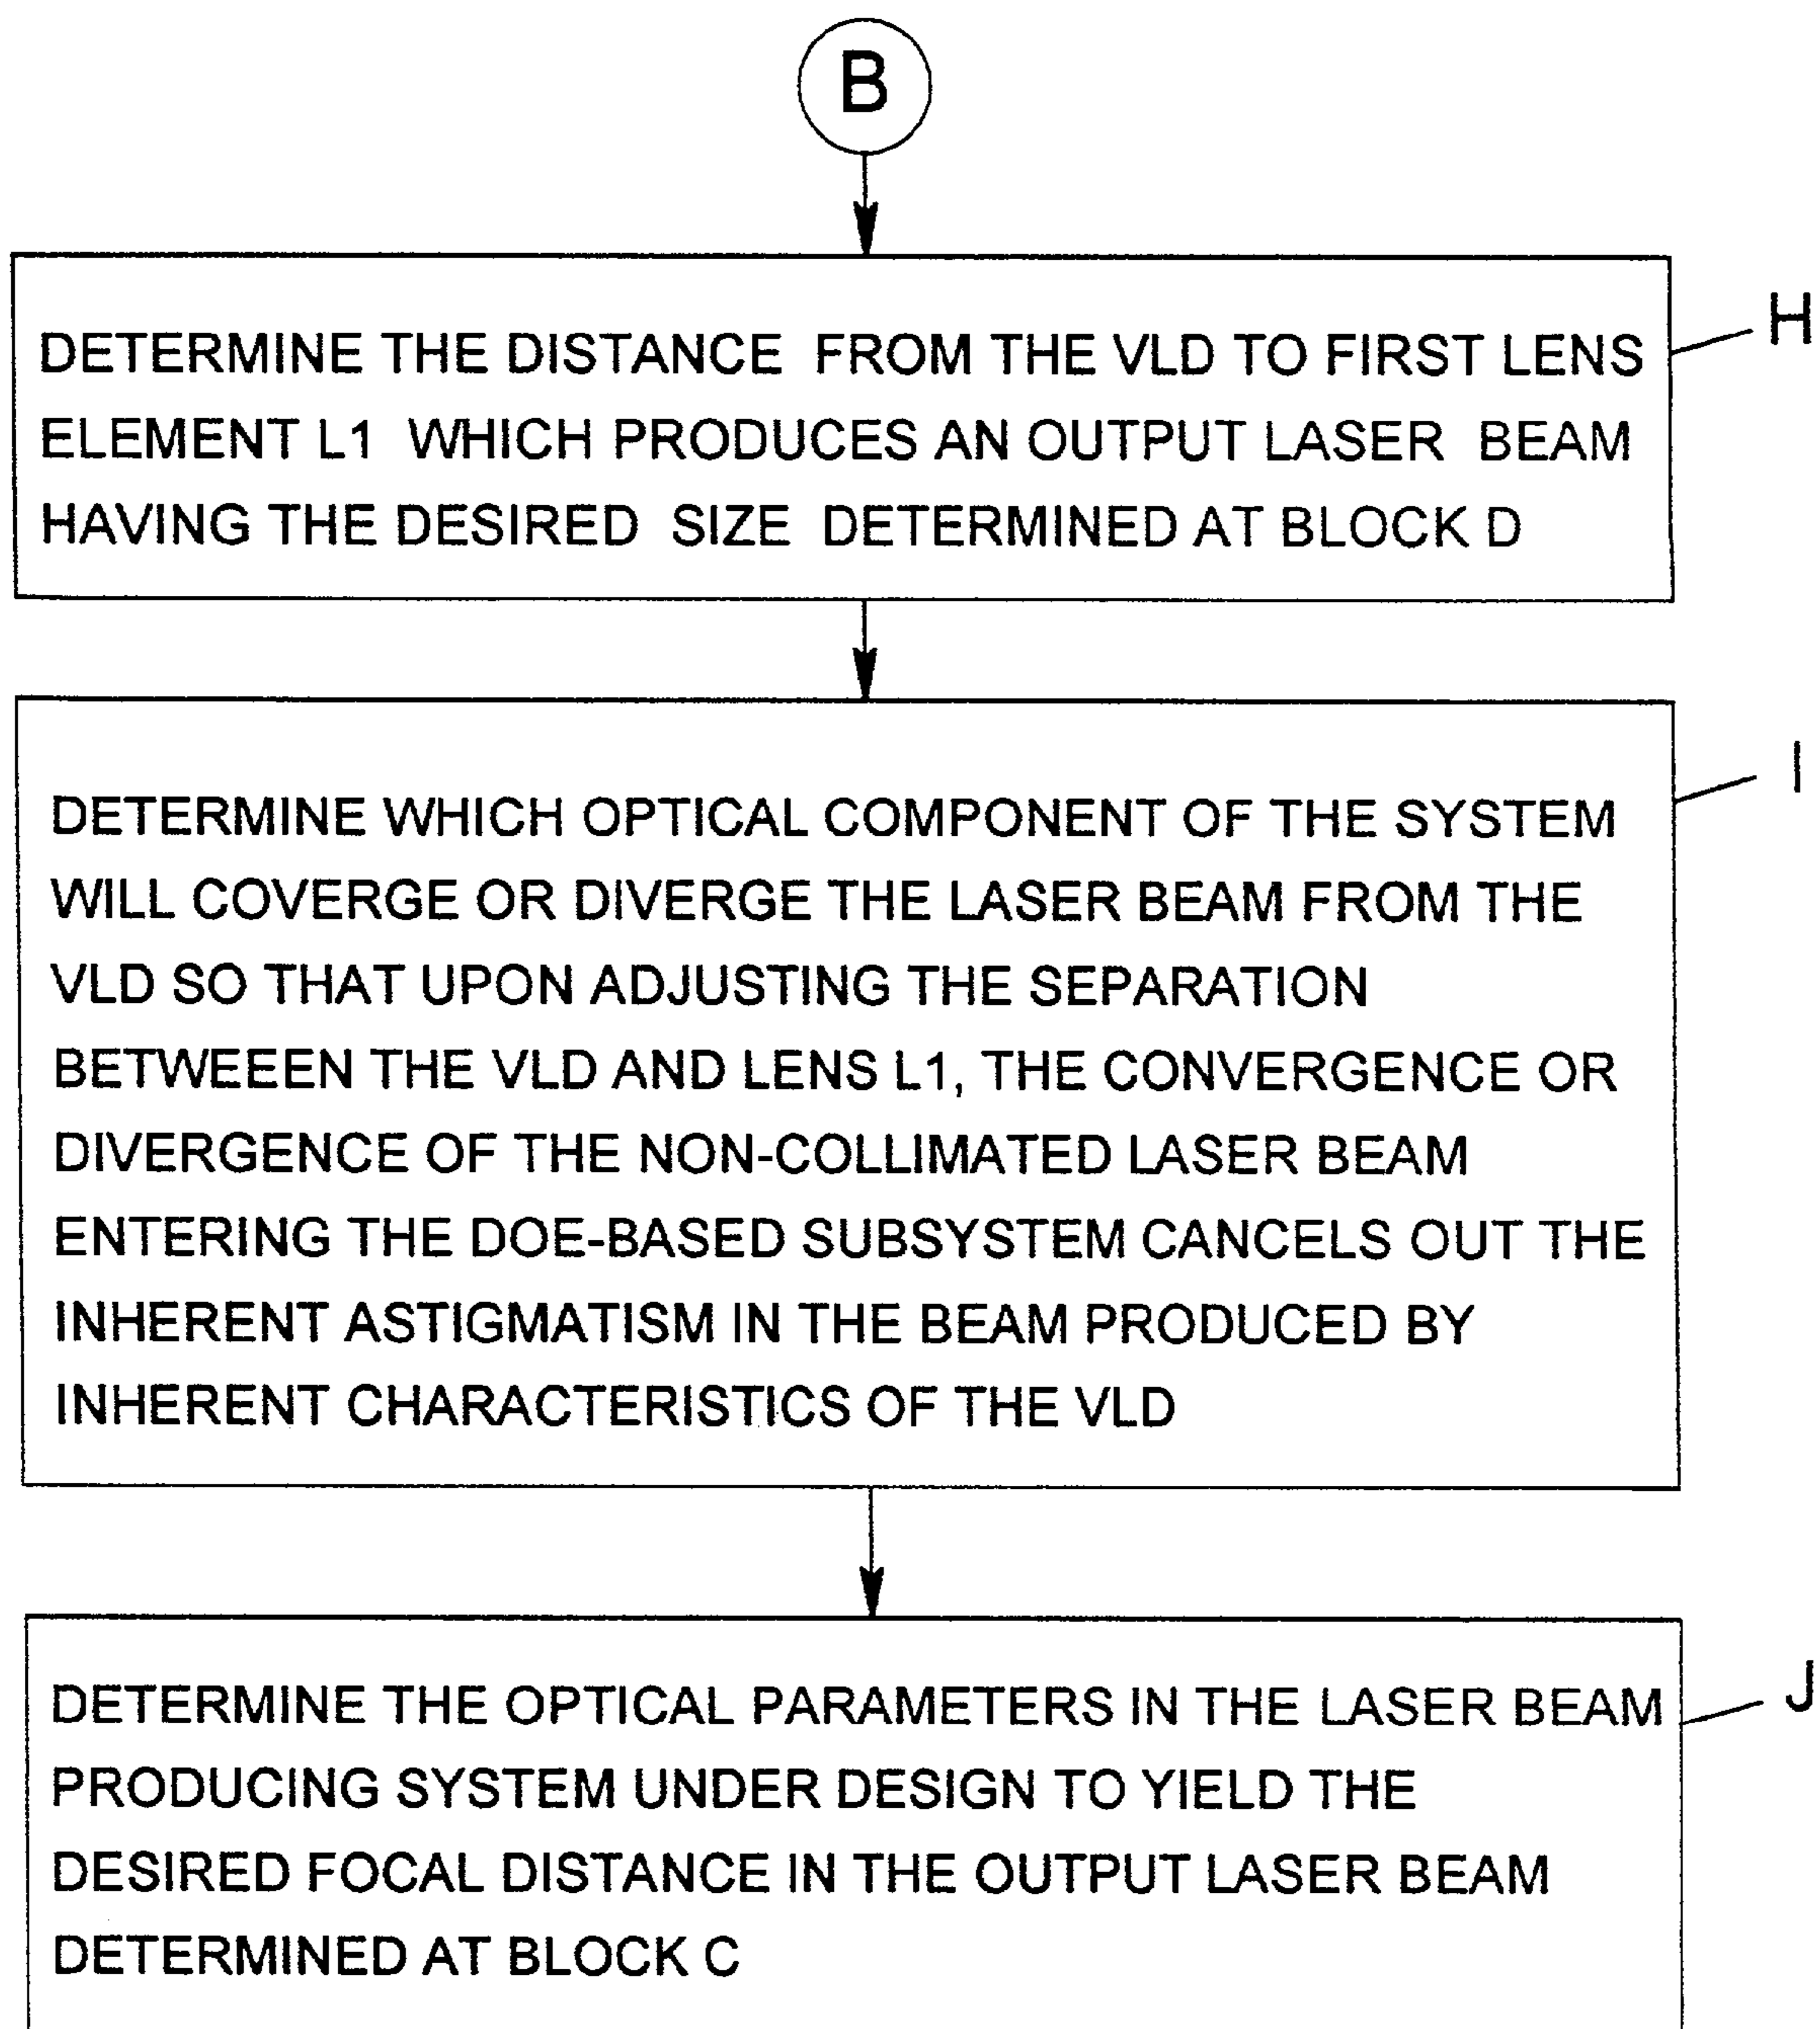 B
DETERMINE THE DISTANCE FROM THE VLD TO FIRST LENS
ELEMENT L1 WHICH PRODUCES AN OUTPUT LASER BEAM
HAVING THE DESIRED SIZE DETERMINED AT BLOCK D
H
DETERMINE WHICH OPTICAL COMPONENT OF THE SYSTEM
WILL COVERGE OR DIVERGE THE LASER BEAM FROM THE
VLD SO THAT UPON ADJUSTING THE SEPARATION
BETWEEEN THE VLD AND LENS L1, THE CONVERGENCE OR
DIVERGENCE OF THE NON-COLLIMATED LASER BEAM
ENTERING THE DOE-BASED SUBSYSTEM CANCELS OUT THE
INHERENT ASTIGMATISM IN THE BEAM PRODUCED BY
INHERENT CHARACTERISTICS OF THE VLD
I
DETERMINE THE OPTICAL PARAMETERS IN THE LASER BEAM
PRODUCING SYSTEM UNDER DESIGN TO YIELD THE
DESIRED FOCAL DISTANCE IN THE OUTPUT LASER BEAM
DETERMINED AT BLOCK C
J